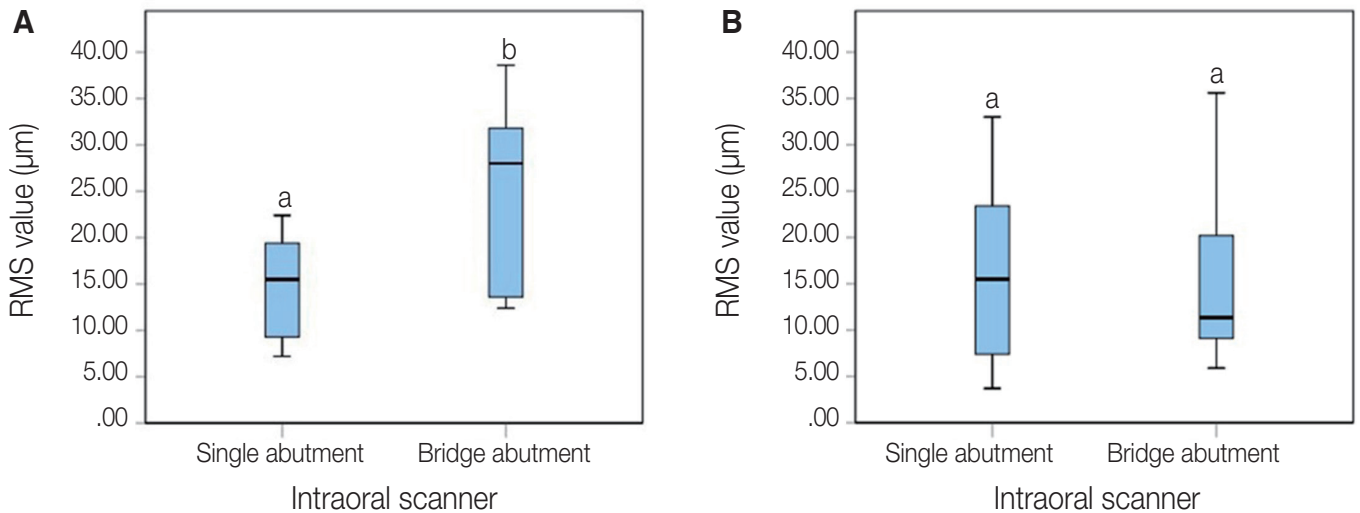 A
RMS value (µm)
40.00
35.00
30.00
25.00
20.00
15.00
10.00
5.00
.00
a
b
Single abutment
Bridge abutment
Intraoral scanner
B
RMS value (µm)
40.00
35.00
30.00
25.00
20.00
15.00
10.00
5.00
.00
a
a
Single abutment
Bridge abutment
Intraoral scanner